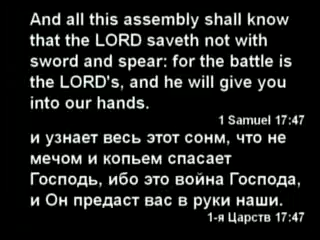 And all this assembly shall know
that the LORD saveth not with
sword and spear: for the battle is
the LORD's, and he will give you
into our hands.
1 Samuel 17:47
и узнает весь этот сонм, что не
мечом и копьем спасает
Господь, ибо это война Господа,
и Он предаст вас в руки наши.
1-я Царств 17:47